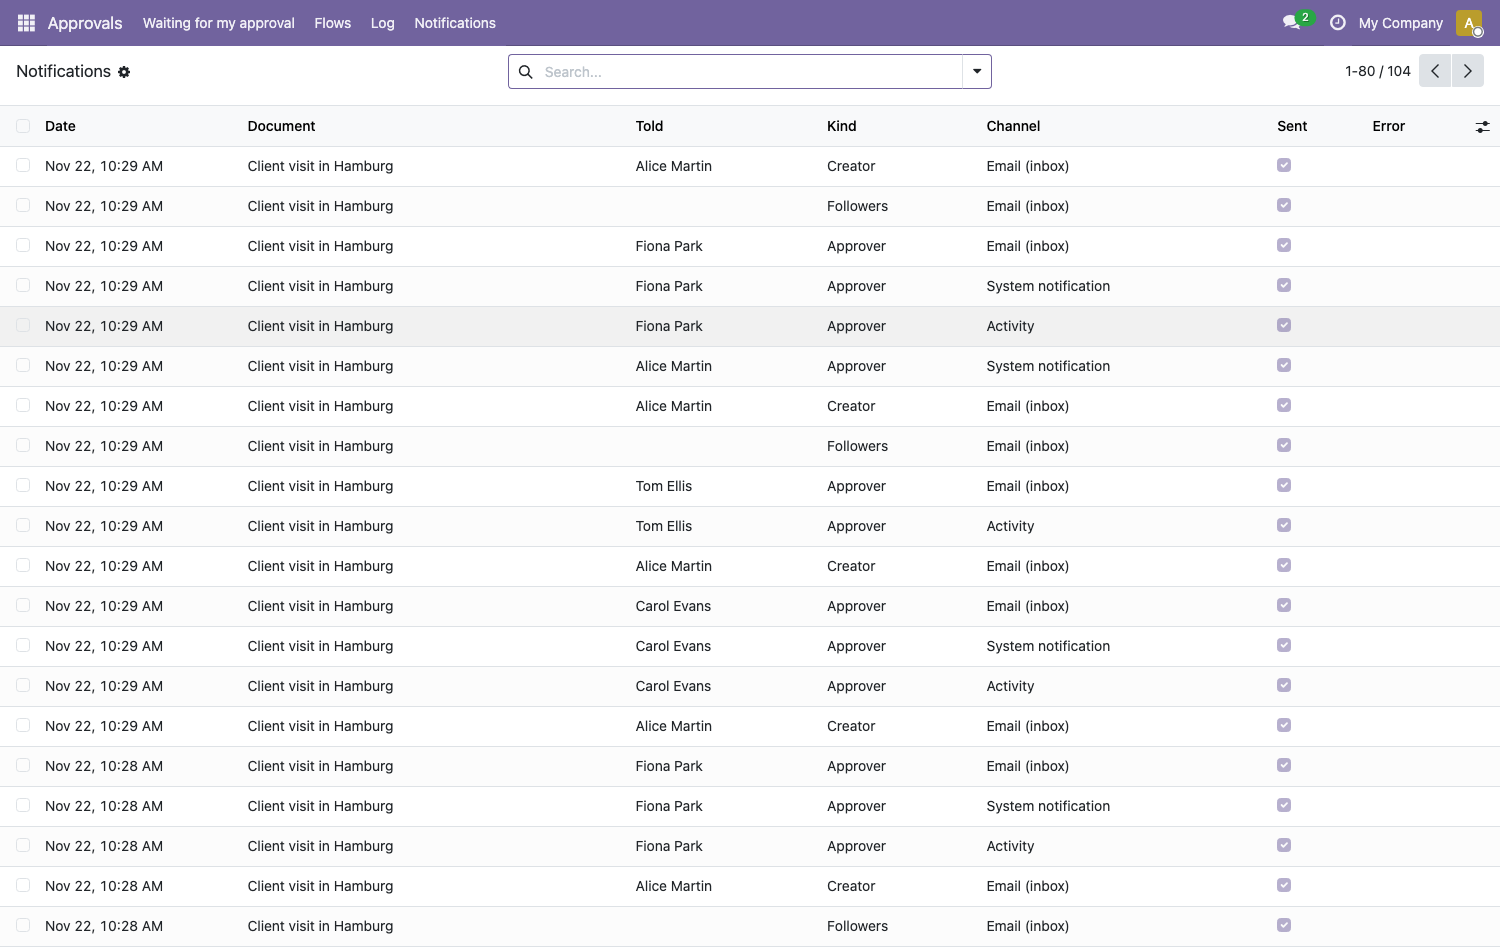 Approvals Waiting for my approval Flows Log Notifications 2 My Company A
Notifications Search... 1-80 / 104
Date Document Told Kind Channel Sent Error
Nov 22, 10:29 AM Client visit in Hamburg Alice Martin Creator Email (inbox)
Nov 22, 10:29 AM Client visit in Hamburg Followers Email (inbox)
Nov 22, 10:29 AM Client visit in Hamburg Fiona Park Approver Email (inbox)
Nov 22, 10:29 AM Client visit in Hamburg Fiona Park Approver System notification
Nov 22, 10:29 AM Client visit in Hamburg Fiona Park Approver Activity
Nov 22, 10:29 AM Client visit in Hamburg Alice Martin Approver System notification
Nov 22, 10:29 AM Client visit in Hamburg Alice Martin Creator Email (inbox)
Nov 22, 10:29 AM Client visit in Hamburg Followers Email (inbox)
Nov 22, 10:29 AM Client visit in Hamburg Tom Ellis Approver Email (inbox)
Nov 22, 10:29 AM Client visit in Hamburg Tom Ellis Approver Activity
Nov 22, 10:29 AM Client visit in Hamburg Alice Martin Creator Email (inbox)
Nov 22, 10:29 AM Client visit in Hamburg Carol Evans Approver Email (inbox)
Nov 22, 10:29 AM Client visit in Hamburg Carol Evans Approver System notification
Nov 22, 10:29 AM Client visit in Hamburg Carol Evans Approver Activity
Nov 22, 10:29 AM Client visit in Hamburg Alice Martin Creator Email (inbox)
Nov 22, 10:28 AM Client visit in Hamburg Fiona Park Approver Email (inbox)
Nov 22, 10:28 AM Client visit in Hamburg Fiona Park Approver System notification
Nov 22, 10:28 AM Client visit in Hamburg Fiona Park Approver Activity
Nov 22, 10:28 AM Client visit in Hamburg Alice Martin Creator Email (inbox)
Nov 22, 10:28 AM Client visit in Hamburg Followers Email (inbox)